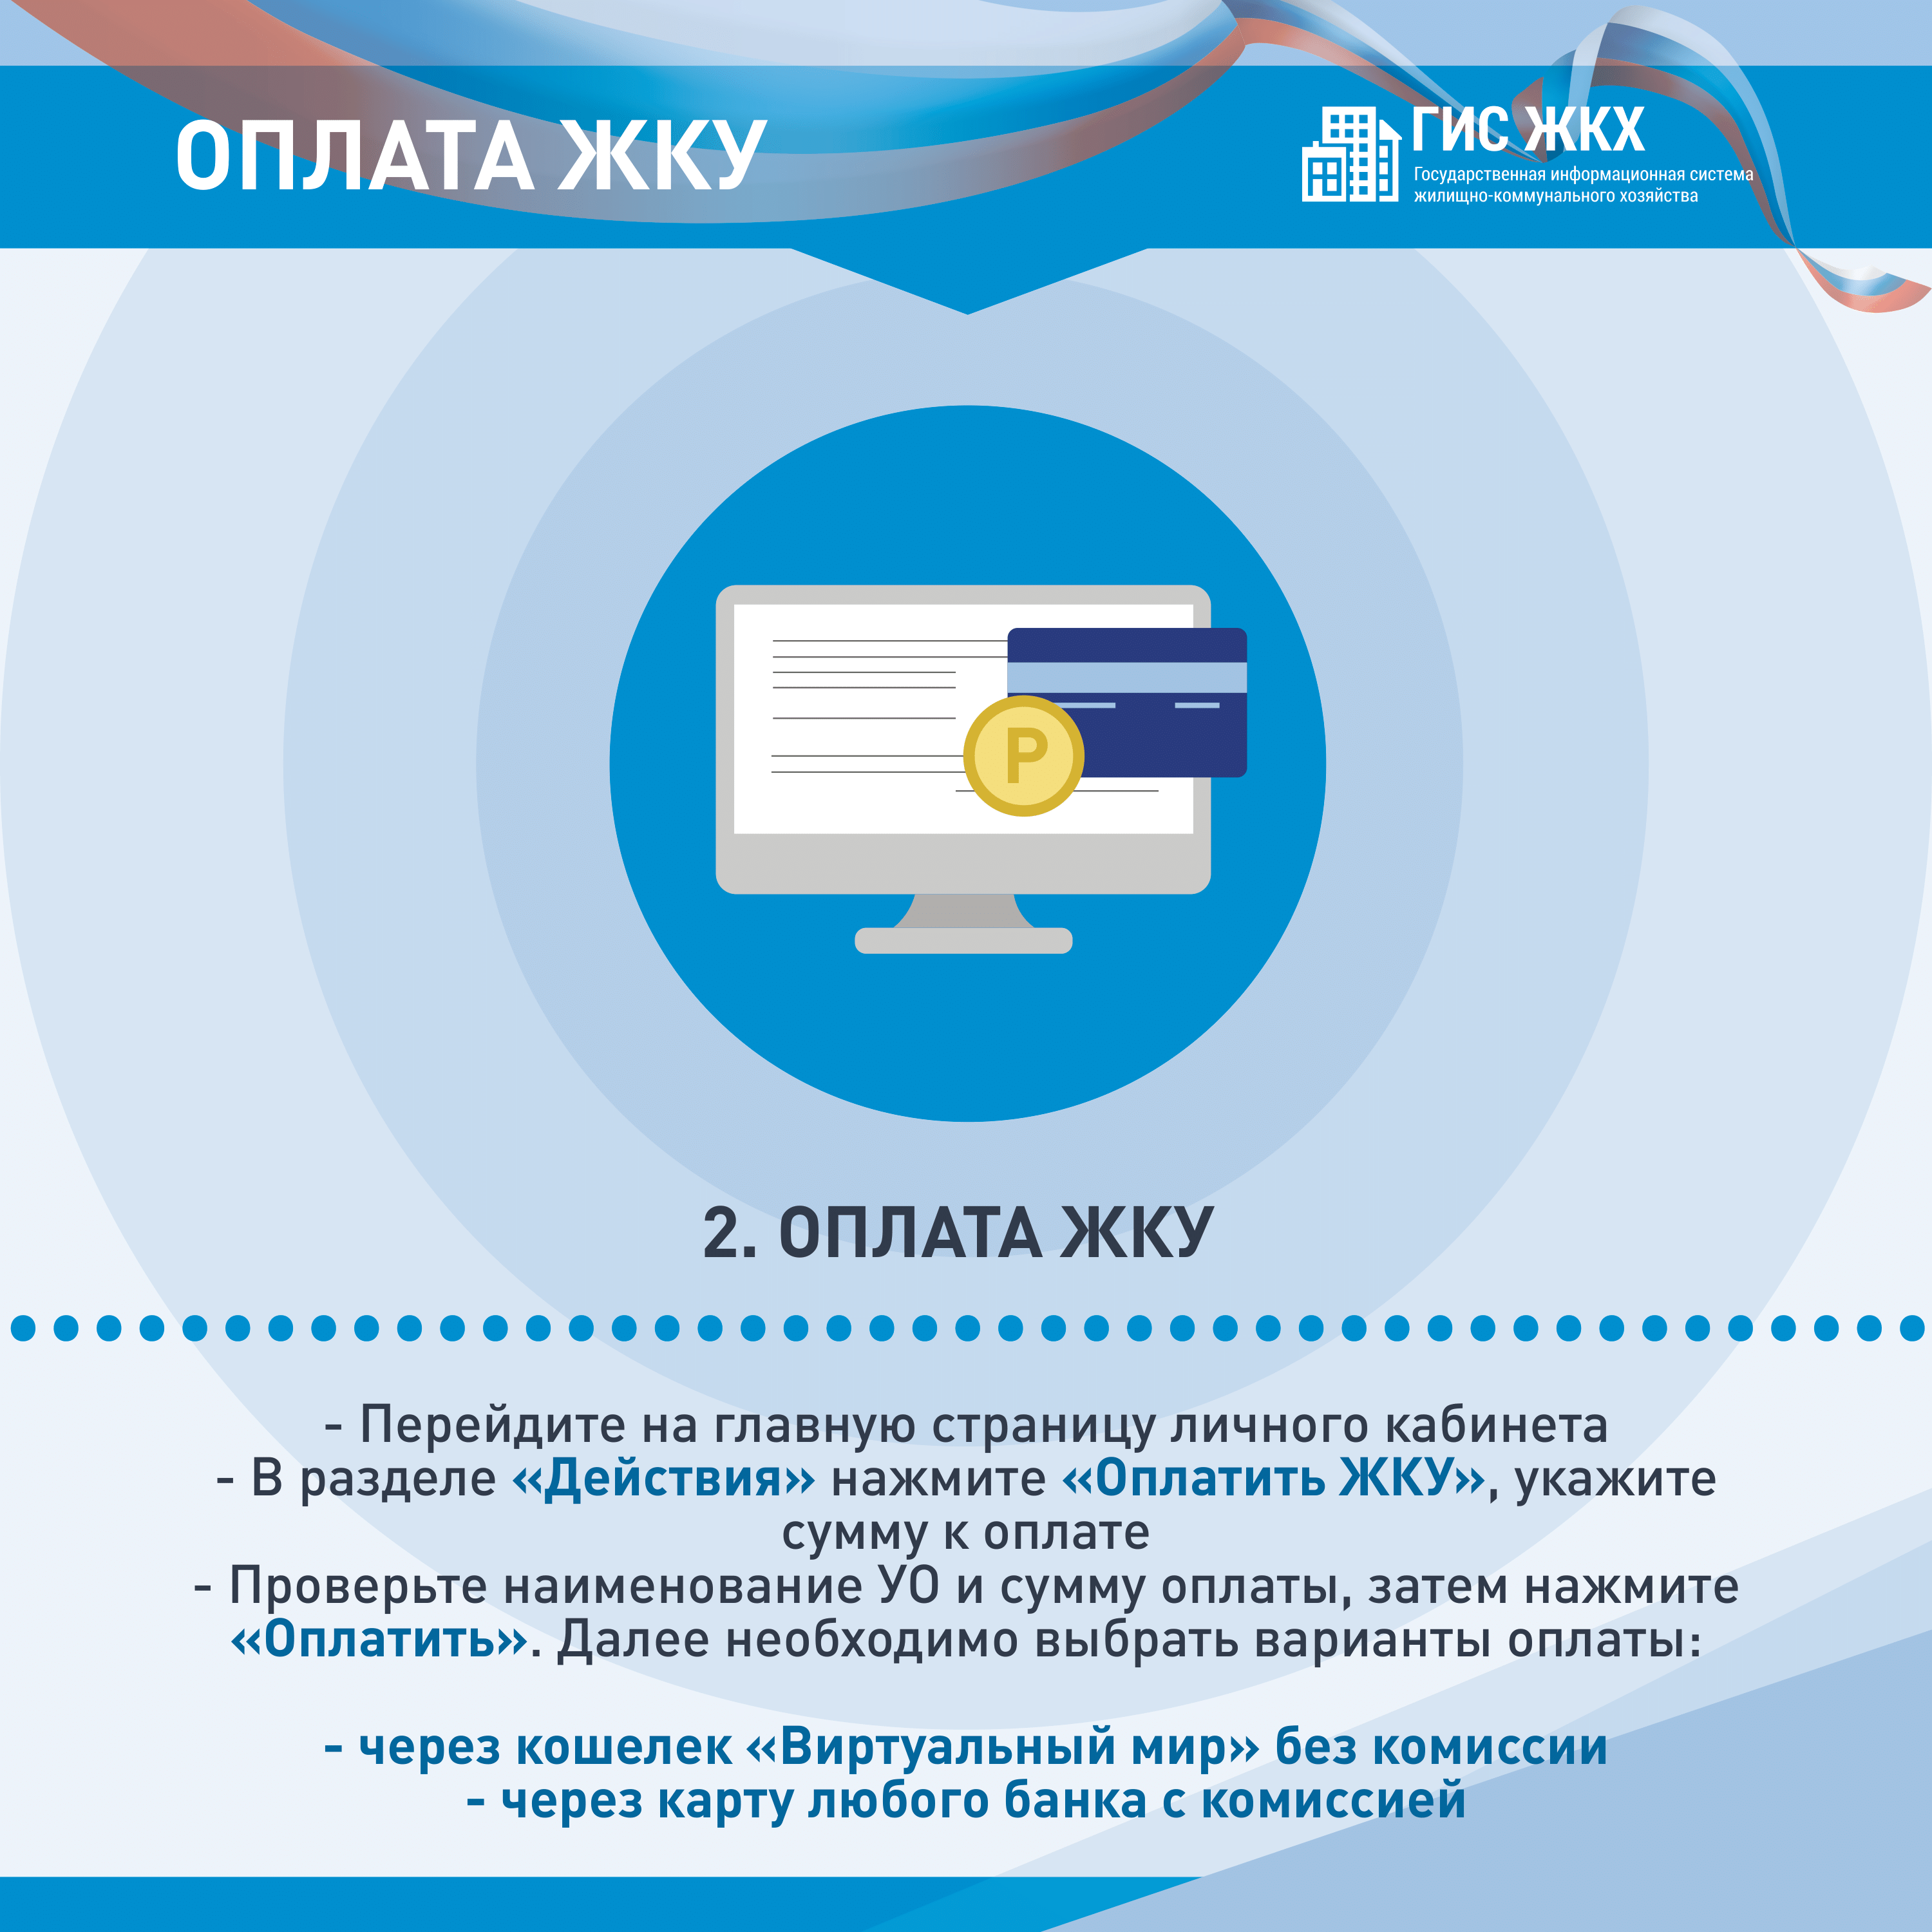 ОПЛАТА ЖКУ
ГИС ЖКХ
Государственная информационная система
жилищно-коммунального хозяйства
Р
2. ОПЛАТА ЖКУ
- Перейдите на главную страницу личного кабинета
- В разделе «Действия» нажмите «Оплатить ЖКУ», укажите
сумму к оплате
- Проверьте наименование УО и сумму оплаты, затем нажмите
«Оплатить». Далее необходимо выбрать варианты оплаты:
- через кошелек «Виртуальный мир» без комиссии
- через карту любого банка с комиссией